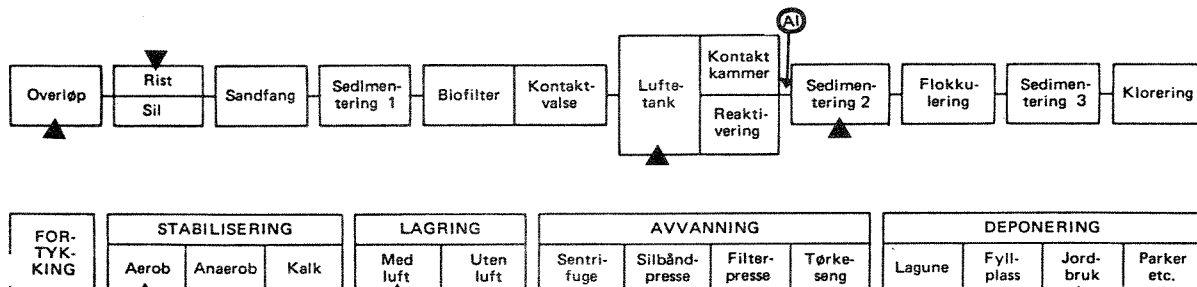 Al
Overløp
Rist
Sil
Sandfang
Sedimen-
tering 1
Biofilter
Kontakt-
valse
Lufte-
tank
Kontakt
kammer
Reakti-
vering
Sedimen-
tering 2
Flokku-
lering
Sedimen-
tering 3
Klorering
FOR-
TYK-
KING
STABILISERING
Aerob
Anaerob
Kalk
LAGRING
Med
luft
Uten
luft
AVVANNING
Sentri-
fuge
Silbånd-
presse
Filter-
presse
Tørke-
seng
DEPONERING
Lagune
Fyll-
plass
Jord-
bruk
Parker
etc.